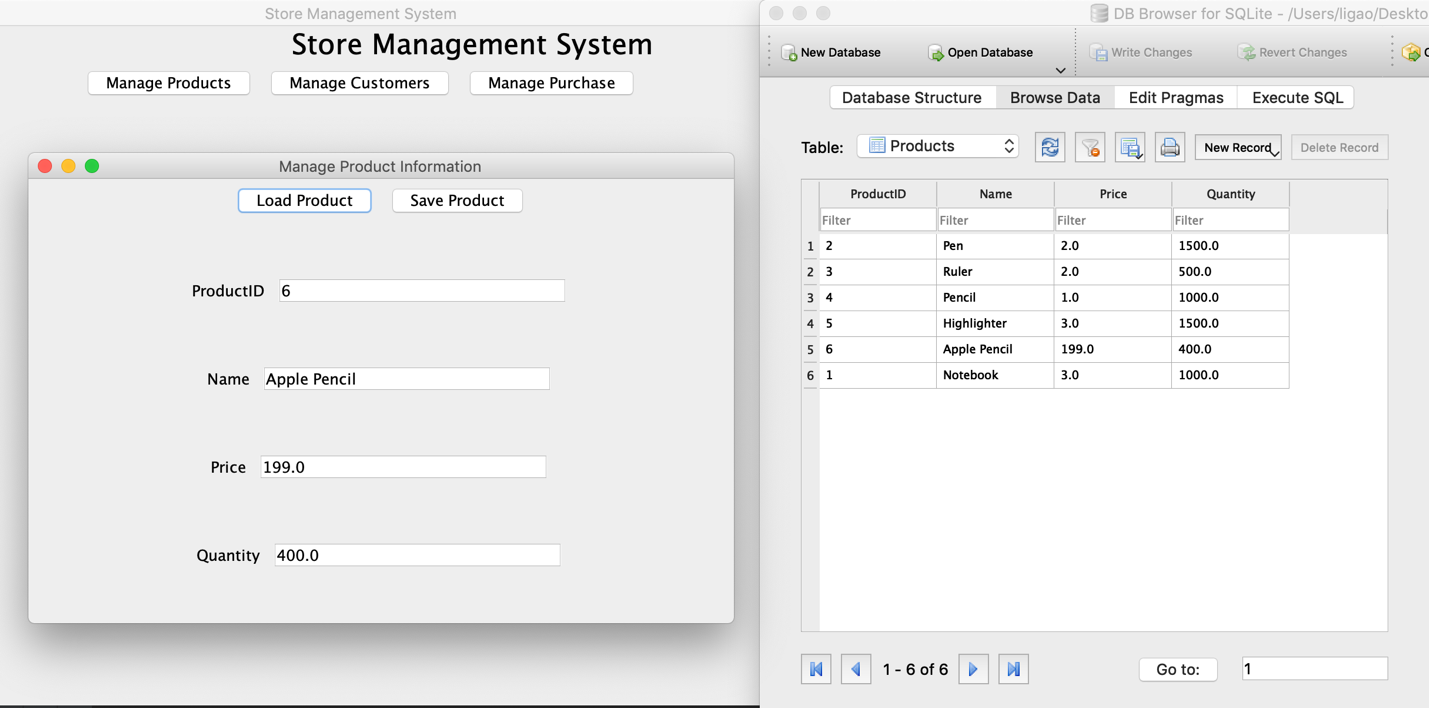 Store Management System
Store Management System
Manage Products Manage Customers Manage Purchase
Manage Product Information
Load Product Save Product
ProductID 6
Name Apple Pencil
Price 199.0
Quantity 400.0
DB Browser for SQLite - /Users/ligao/Deskto
New Database Open Database Write Changes Revert Changes
Database Structure Browse Data Edit Pragmas Execute SQL
Table: Products New Record Delete Record
ProductID Name Price Quantity
Filter Filter Filter Filter
1 2 Pen 2.0 1500.0
2 3 Ruler 2.0 500.0
3 4 Pencil 1.0 1000.0
4 5 Highlighter 3.0 1500.0
5 6 Apple Pencil 199.0 400.0
6 1 Notebook 3.0 1000.0
1 - 6 of 6 Go to: 1